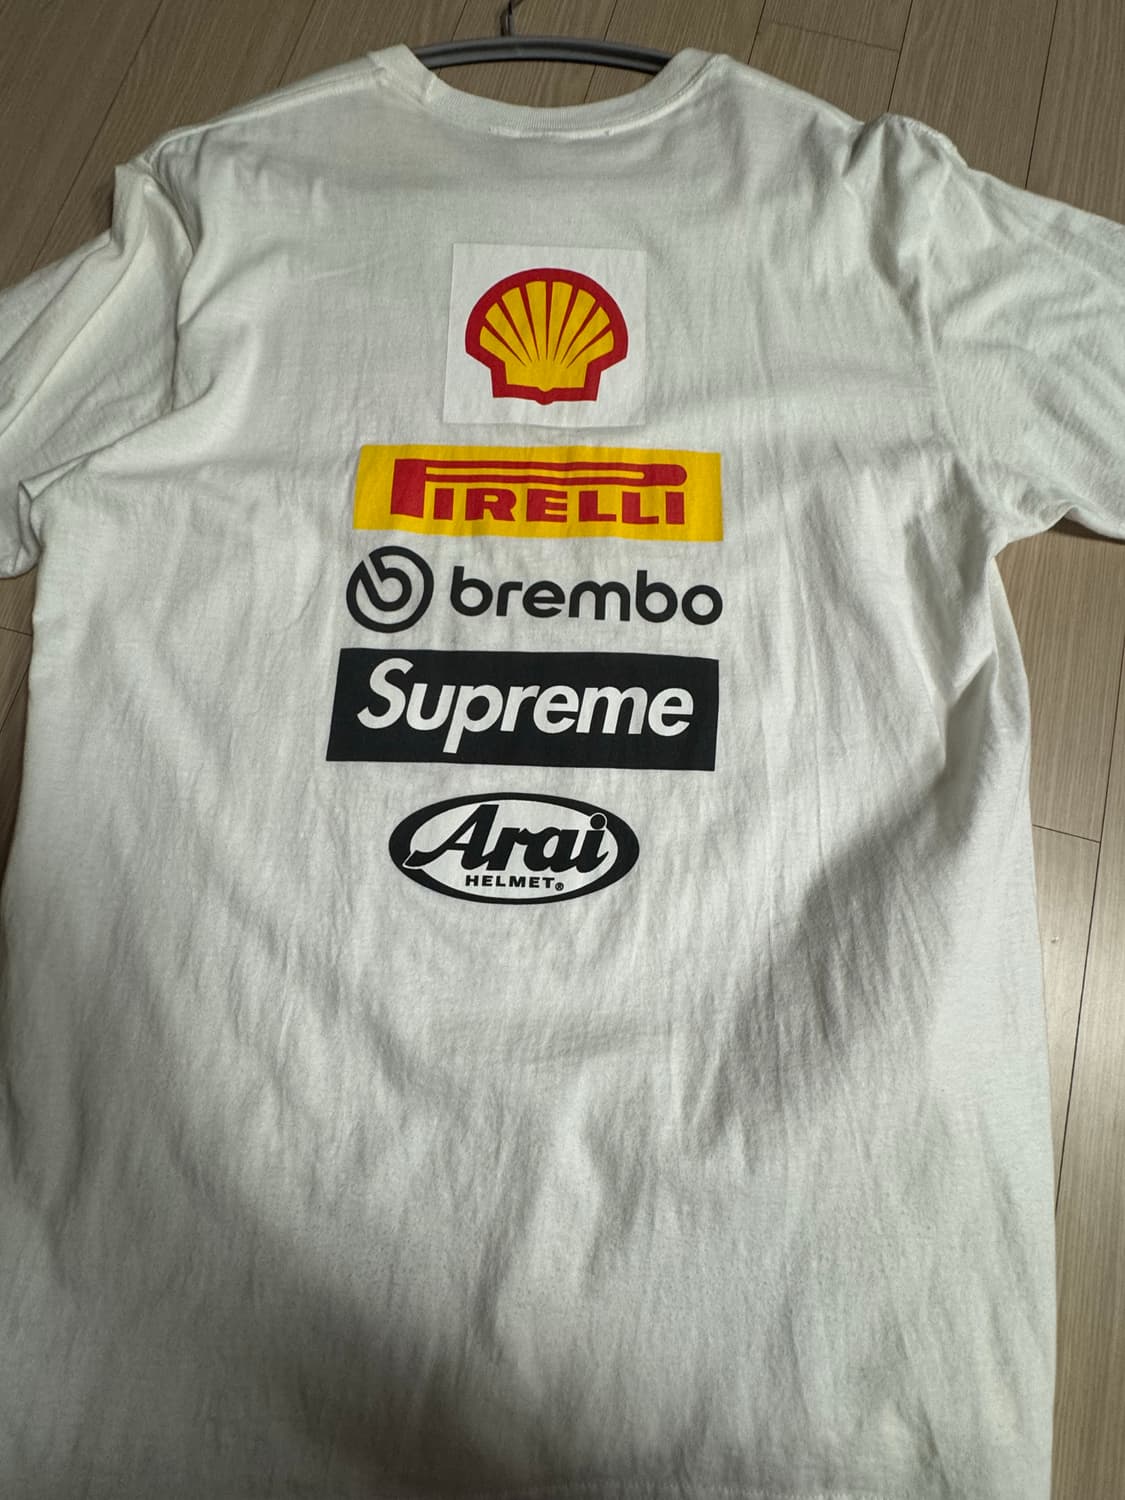 PIRELLI
brembo
Supreme
Arai
HELMET®